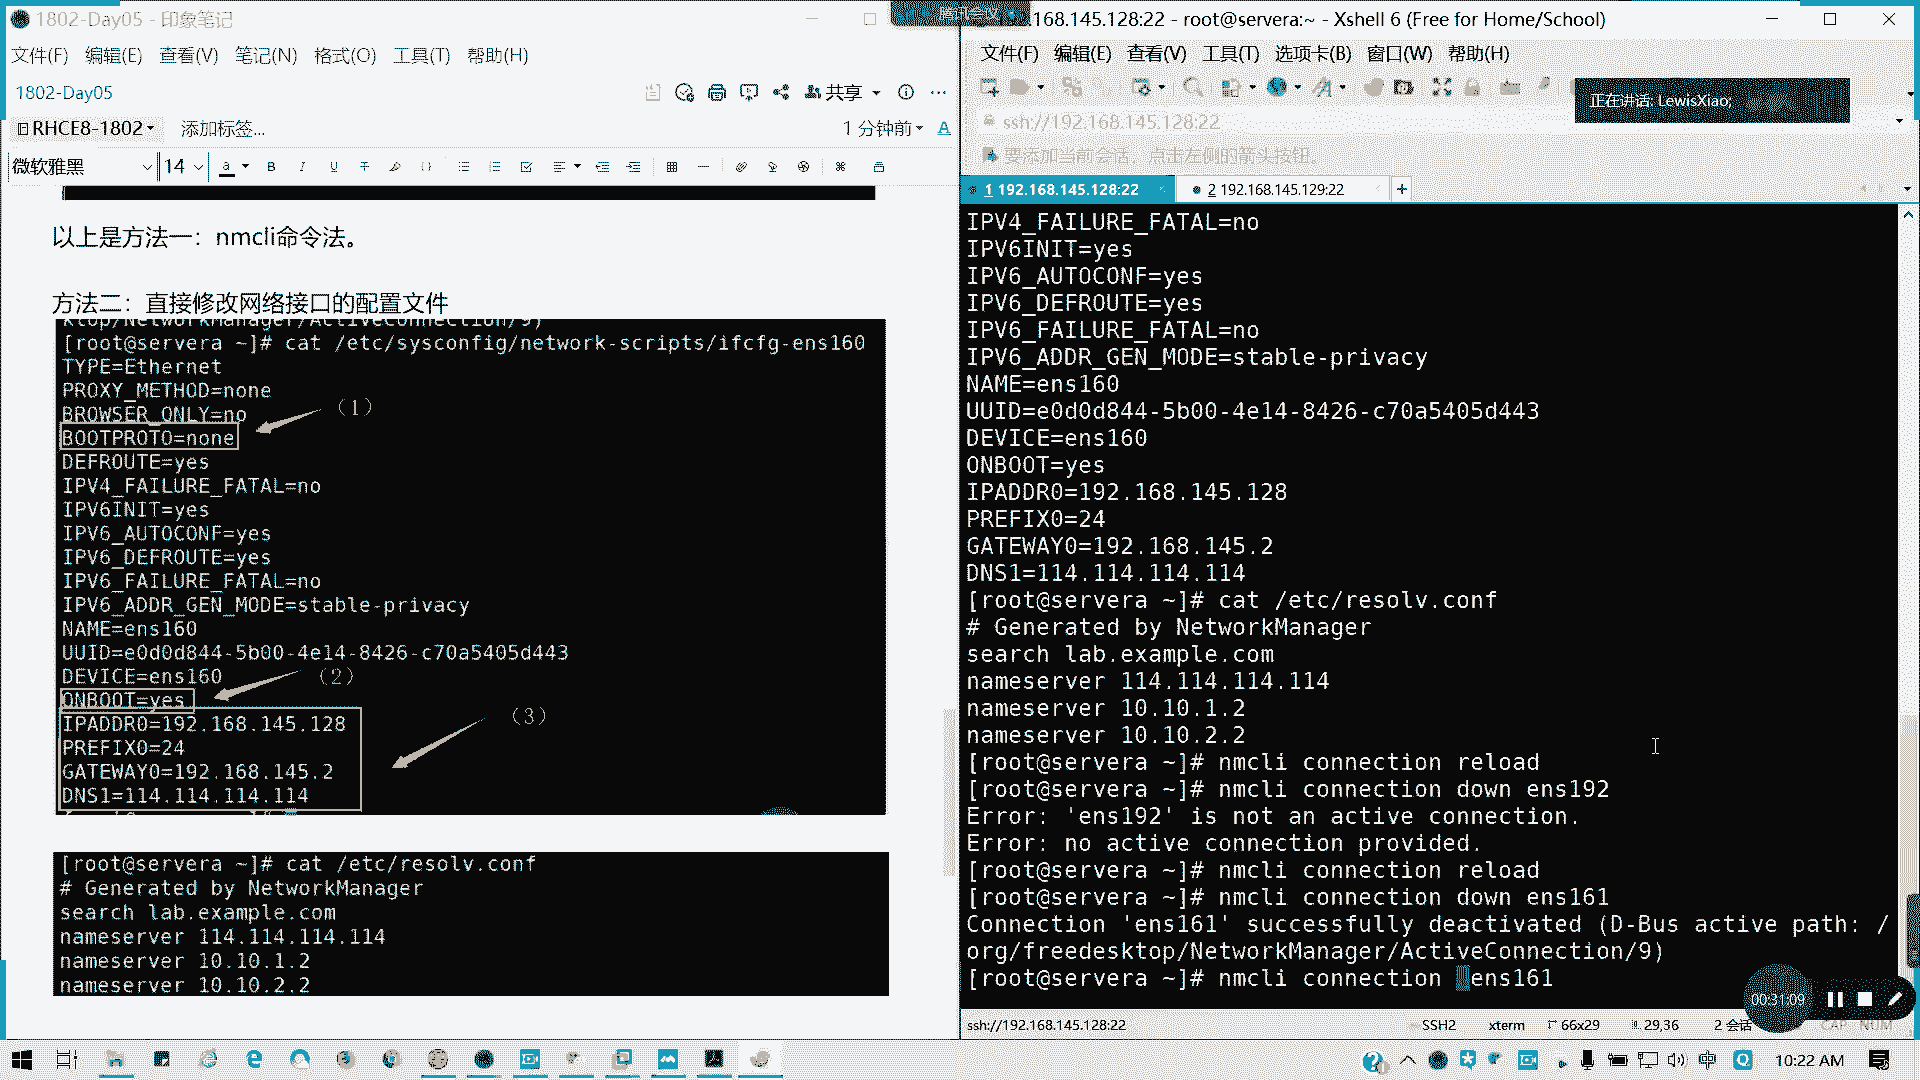 1802-Day05 - 印象笔记
文件(F) 编辑(E) 查看(V) 笔记(N) 格式(O) 工具(T) 帮助(H)
1802-Day05
共享
RHCE8-1802 添加标签...
1 分钟前
微软雅黑 14
以上是方法一：nmcli命令法。
方法二：直接修改网络接口的配置文件
ktop/NetworkManager/ActiveConnection/9)
[root@servera ~]# cat /etc/sysconfig/network-scripts/ifcfg-ens160
TYPE=Ethernet
PROXY_METHOD=none
BROWSER_ONLY=no
（1）
BOOTPROTO=none
DEFROUTE=yes
IPV4_FAILURE_FATAL=no
IPV6INIT=yes
IPV6_AUTOCONF=yes
IPV6_DEFROUTE=yes
IPV6_FAILURE_FATAL=no
IPV6_ADDR_GEN_MODE=stable-privacy
NAME=ens160
UUID=e0d0d844-5b00-4e14-8426-c70a5405d443
DEVICE=ens160
（2）
ONBOOT=yes
IPADDR0=192.168.145.128
（3）
PREFIX0=24
GATEWAY0=192.168.145.2
DNS1=114.114.114.114
[root@servera ~]# cat /etc/resolv.conf
# Generated by NetworkManager
search lab.example.com
nameserver 114.114.114.114
nameserver 10.10.1.2
nameserver 10.10.2.2
腾讯会议
.168.145.128:22 - root@servera:~ - Xshell 6 (Free for Home/School)
文件(F) 编辑(E) 查看(V) 工具(T) 选项卡(B) 窗口(W) 帮助(H)
正在讲话: LewisXiao;
ssh://192.168.145.128:22
要添加当前会话，点击左侧的箭头按钮。
1 192.168.145.128:22
2 192.168.145.129:22
IPV4_FAILURE_FATAL=no
IPV6INIT=yes
IPV6_AUTOCONF=yes
IPV6_DEFROUTE=yes
IPV6_FAILURE_FATAL=no
IPV6_ADDR_GEN_MODE=stable-privacy
NAME=ens160
UUID=e0d0d844-5b00-4e14-8426-c70a5405d443
DEVICE=ens160
ONBOOT=yes
IPADDR0=192.168.145.128
PREFIX0=24
GATEWAY0=192.168.145.2
DNS1=114.114.114.114
[root@servera ~]# cat /etc/resolv.conf
# Generated by NetworkManager
search lab.example.com
nameserver 114.114.114.114
nameserver 10.10.1.2
nameserver 10.10.2.2
[root@servera ~]# nmcli connection reload
[root@servera ~]# nmcli connection down ens192
Error: 'ens192' is not an active connection.
Error: no active connection provided.
[root@servera ~]# nmcli connection reload
[root@servera ~]# nmcli connection down ens161
Connection 'ens161' successfully deactivated (D-Bus active path: /
org/freedesktop/NetworkManager/ActiveConnection/9)
[root@servera ~]# nmcli connection  ens161
00:31:09
ssh://192.168.145.128:22 SSH2 xterm 66x29 29,36 2 会话 CAP NUM
中 10:22 AM